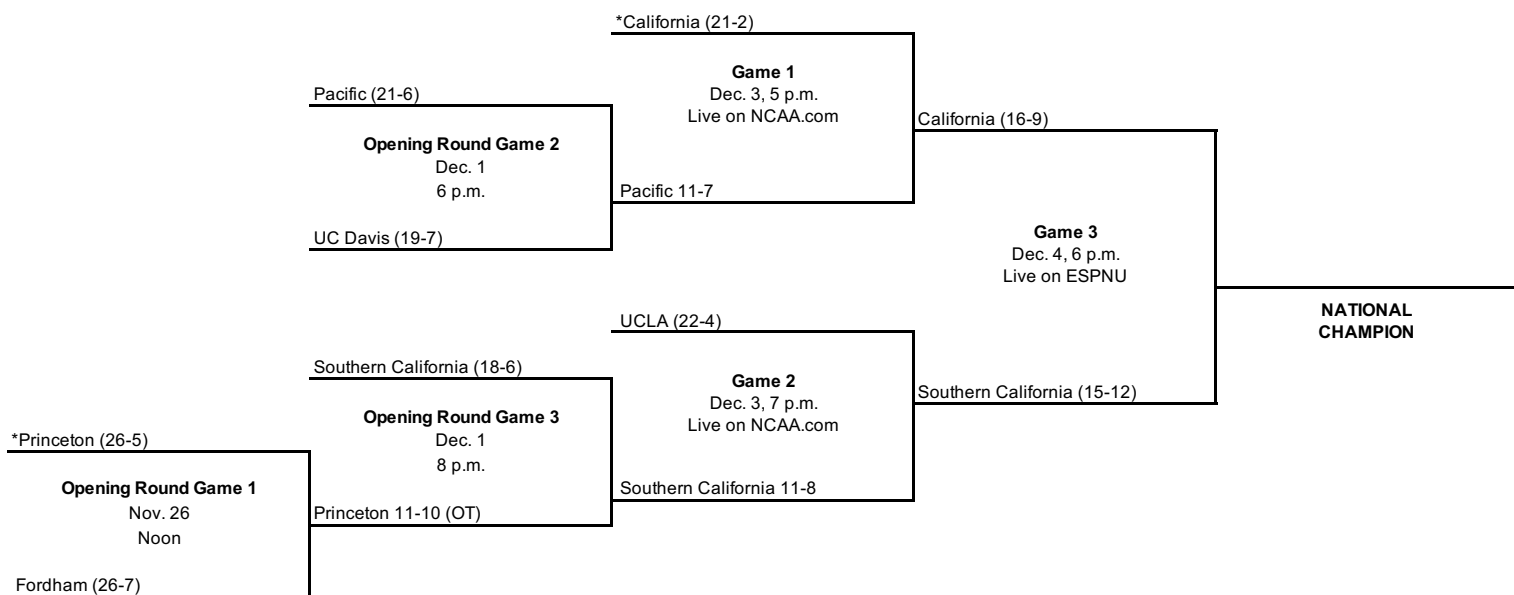 *California (21-2)
Game 1
Dec. 3, 5 p.m.
Live on NCAA.com
Pacific (21-6)
California (16-9)
Opening Round Game 2
Dec. 1
6 p.m.
Pacific 11-7
UC Davis (19-7)
Game 3
Dec. 4, 6 p.m.
Live on ESPNU
NATIONAL
CHAMPION
UCLA (22-4)
Southern California (18-6)
Game 2
Dec. 3, 7 p.m.
Live on NCAA.com
Southern California (15-12)
Opening Round Game 3
Dec. 1
8 p.m.
*Princeton (26-5)
Southern California 11-8
Opening Round Game 1
Nov. 26
Noon
Princeton 11-10 (OT)
Fordham (26-7)